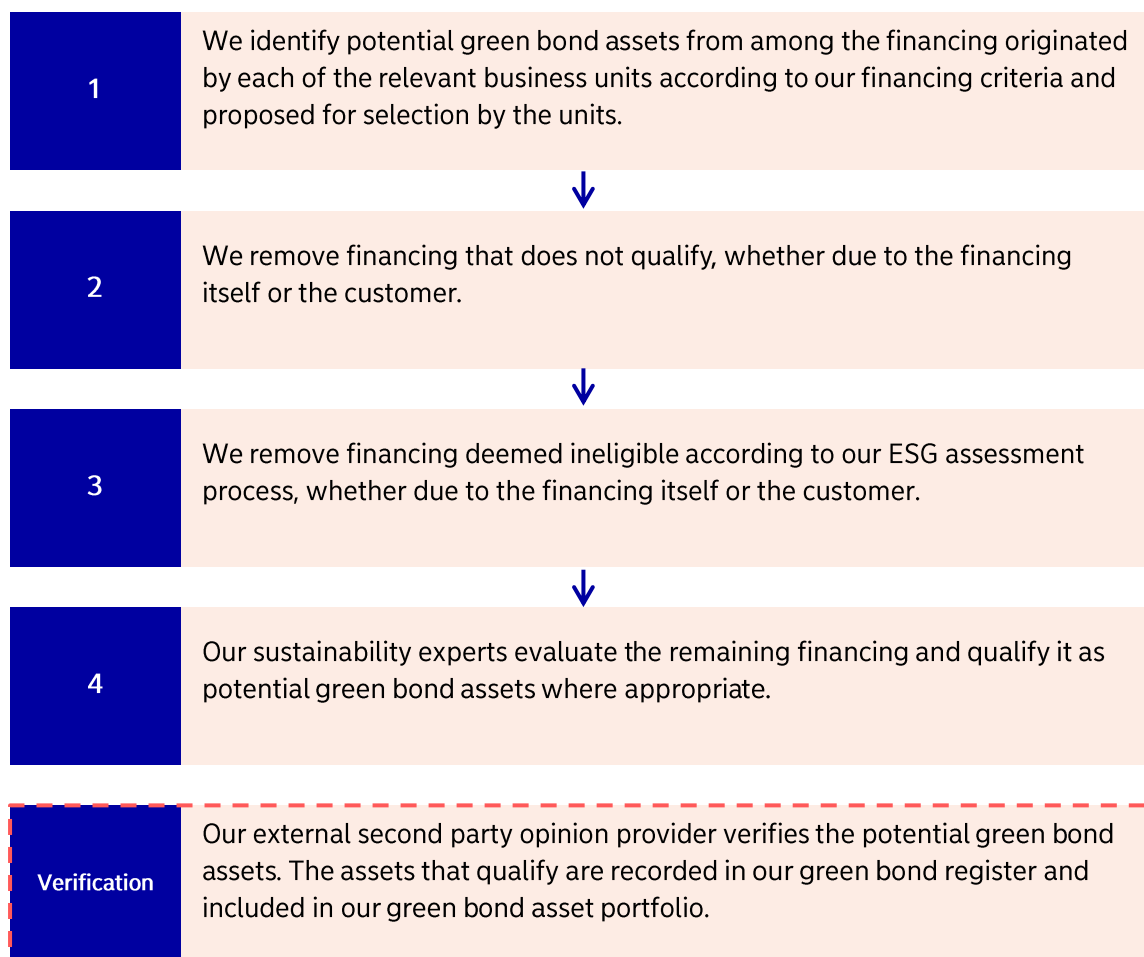 1
We identify potential green bond assets from among the financing originated
by each of the relevant business units according to our financing criteria and
proposed for selection by the units.
2
We remove financing that does not qualify, whether due to the financing
itself or the customer.
3
We remove financing deemed ineligible according to our ESG assessment
process, whether due to the financing itself or the customer.
4
Our sustainability experts evaluate the remaining financing and qualify it as
potential green bond assets where appropriate.
Verification
Our external second party opinion provider verifies the potential green bond
assets. The assets that qualify are recorded in our green bond register and
included in our green bond asset portfolio.